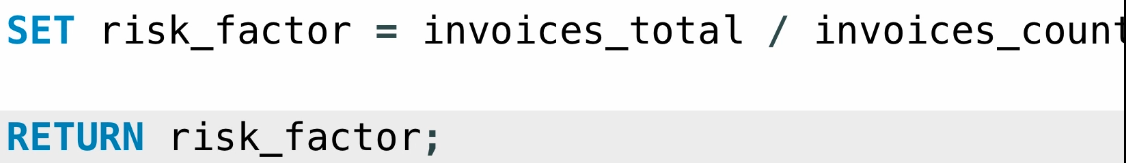 SET risk_factor = invoices_total / invoices_count
RETURN risk_factor;